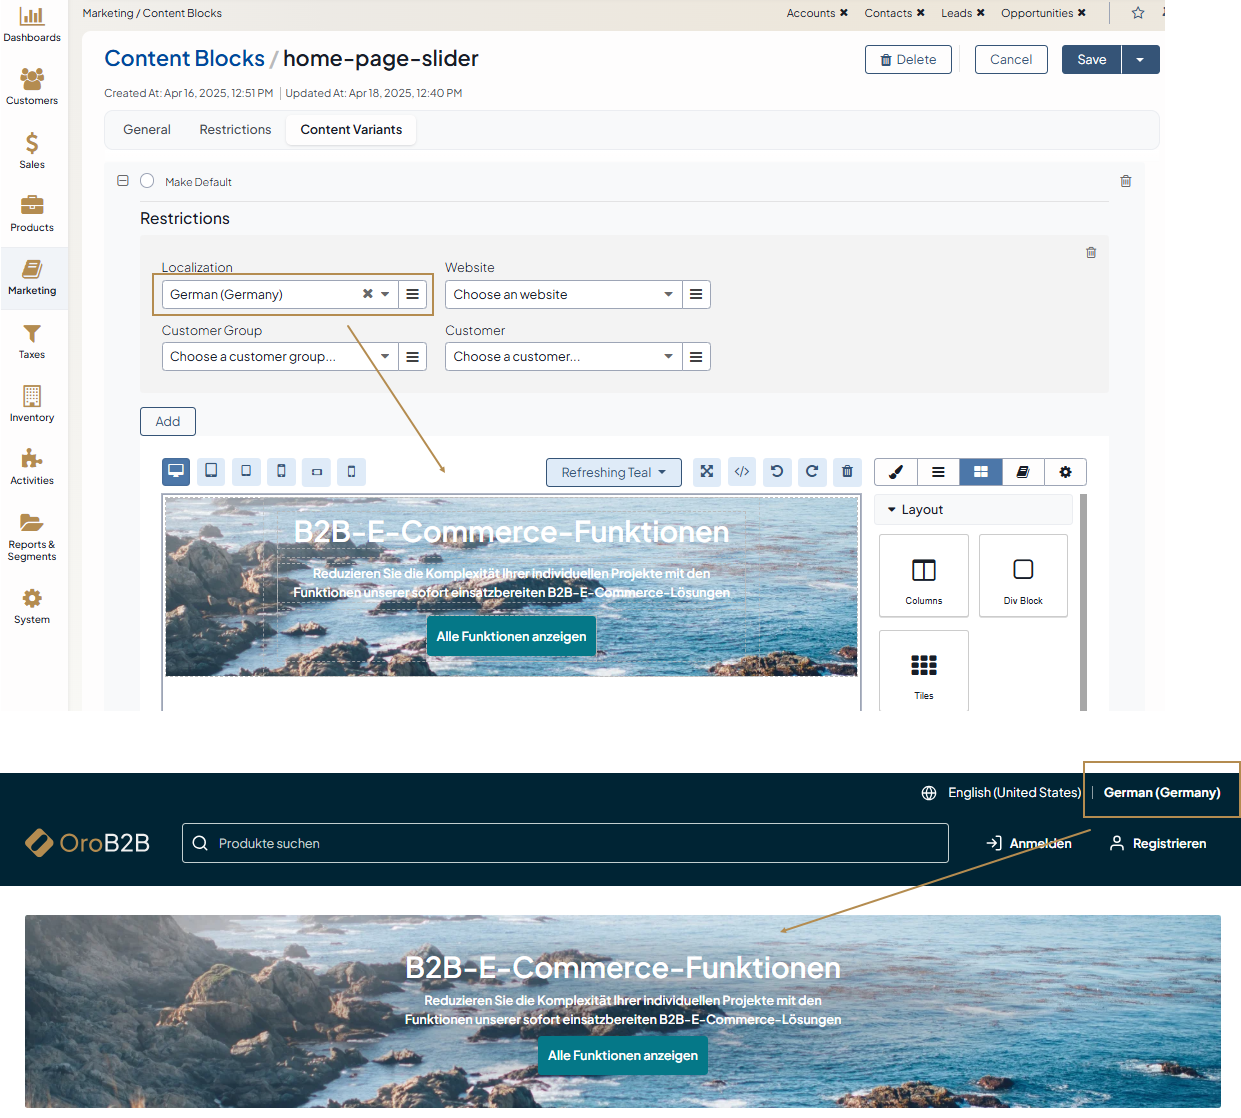 Marketing / Content Blocks
Accounts ✖ Contacts ✖ Leads ✖ Opportunities ✖
Dashboards
Customers
Sales
Products
Marketing
Taxes
Inventory
Activities
Reports &
Segments
System
Content Blocks / home-page-slider
Delete
Cancel
Save
Created At: Apr 16, 2025, 12:51 PM | Updated At: Apr 18, 2025, 12:40 PM
General
Restrictions
Content Variants
Make Default
Restrictions
Localization
Website
German (Germany)
Choose an website
Customer Group
Customer
Choose a customer group...
Choose a customer...
Add
Refreshing Teal
</>
Layout
Columns
Div Block
Tiles
B2B-E-Commerce-Funktionen
Reduzieren Sie die Komplexität Ihrer individuellen Projekte mit den
Funktionen unserer sofort einsatzbereiten B2B-E-Commerce-Lösungen
Alle Funktionen anzeigen
English (United States) | German (Germany)
OroB2B
Produkte suchen
Anmelden
Registrieren
B2B-E-Commerce-Funktionen
Reduzieren Sie die Komplexität Ihrer individuellen Projekte mit den
Funktionen unserer sofort einsatzbereiten B2B-E-Commerce-Lösungen
Alle Funktionen anzeigen